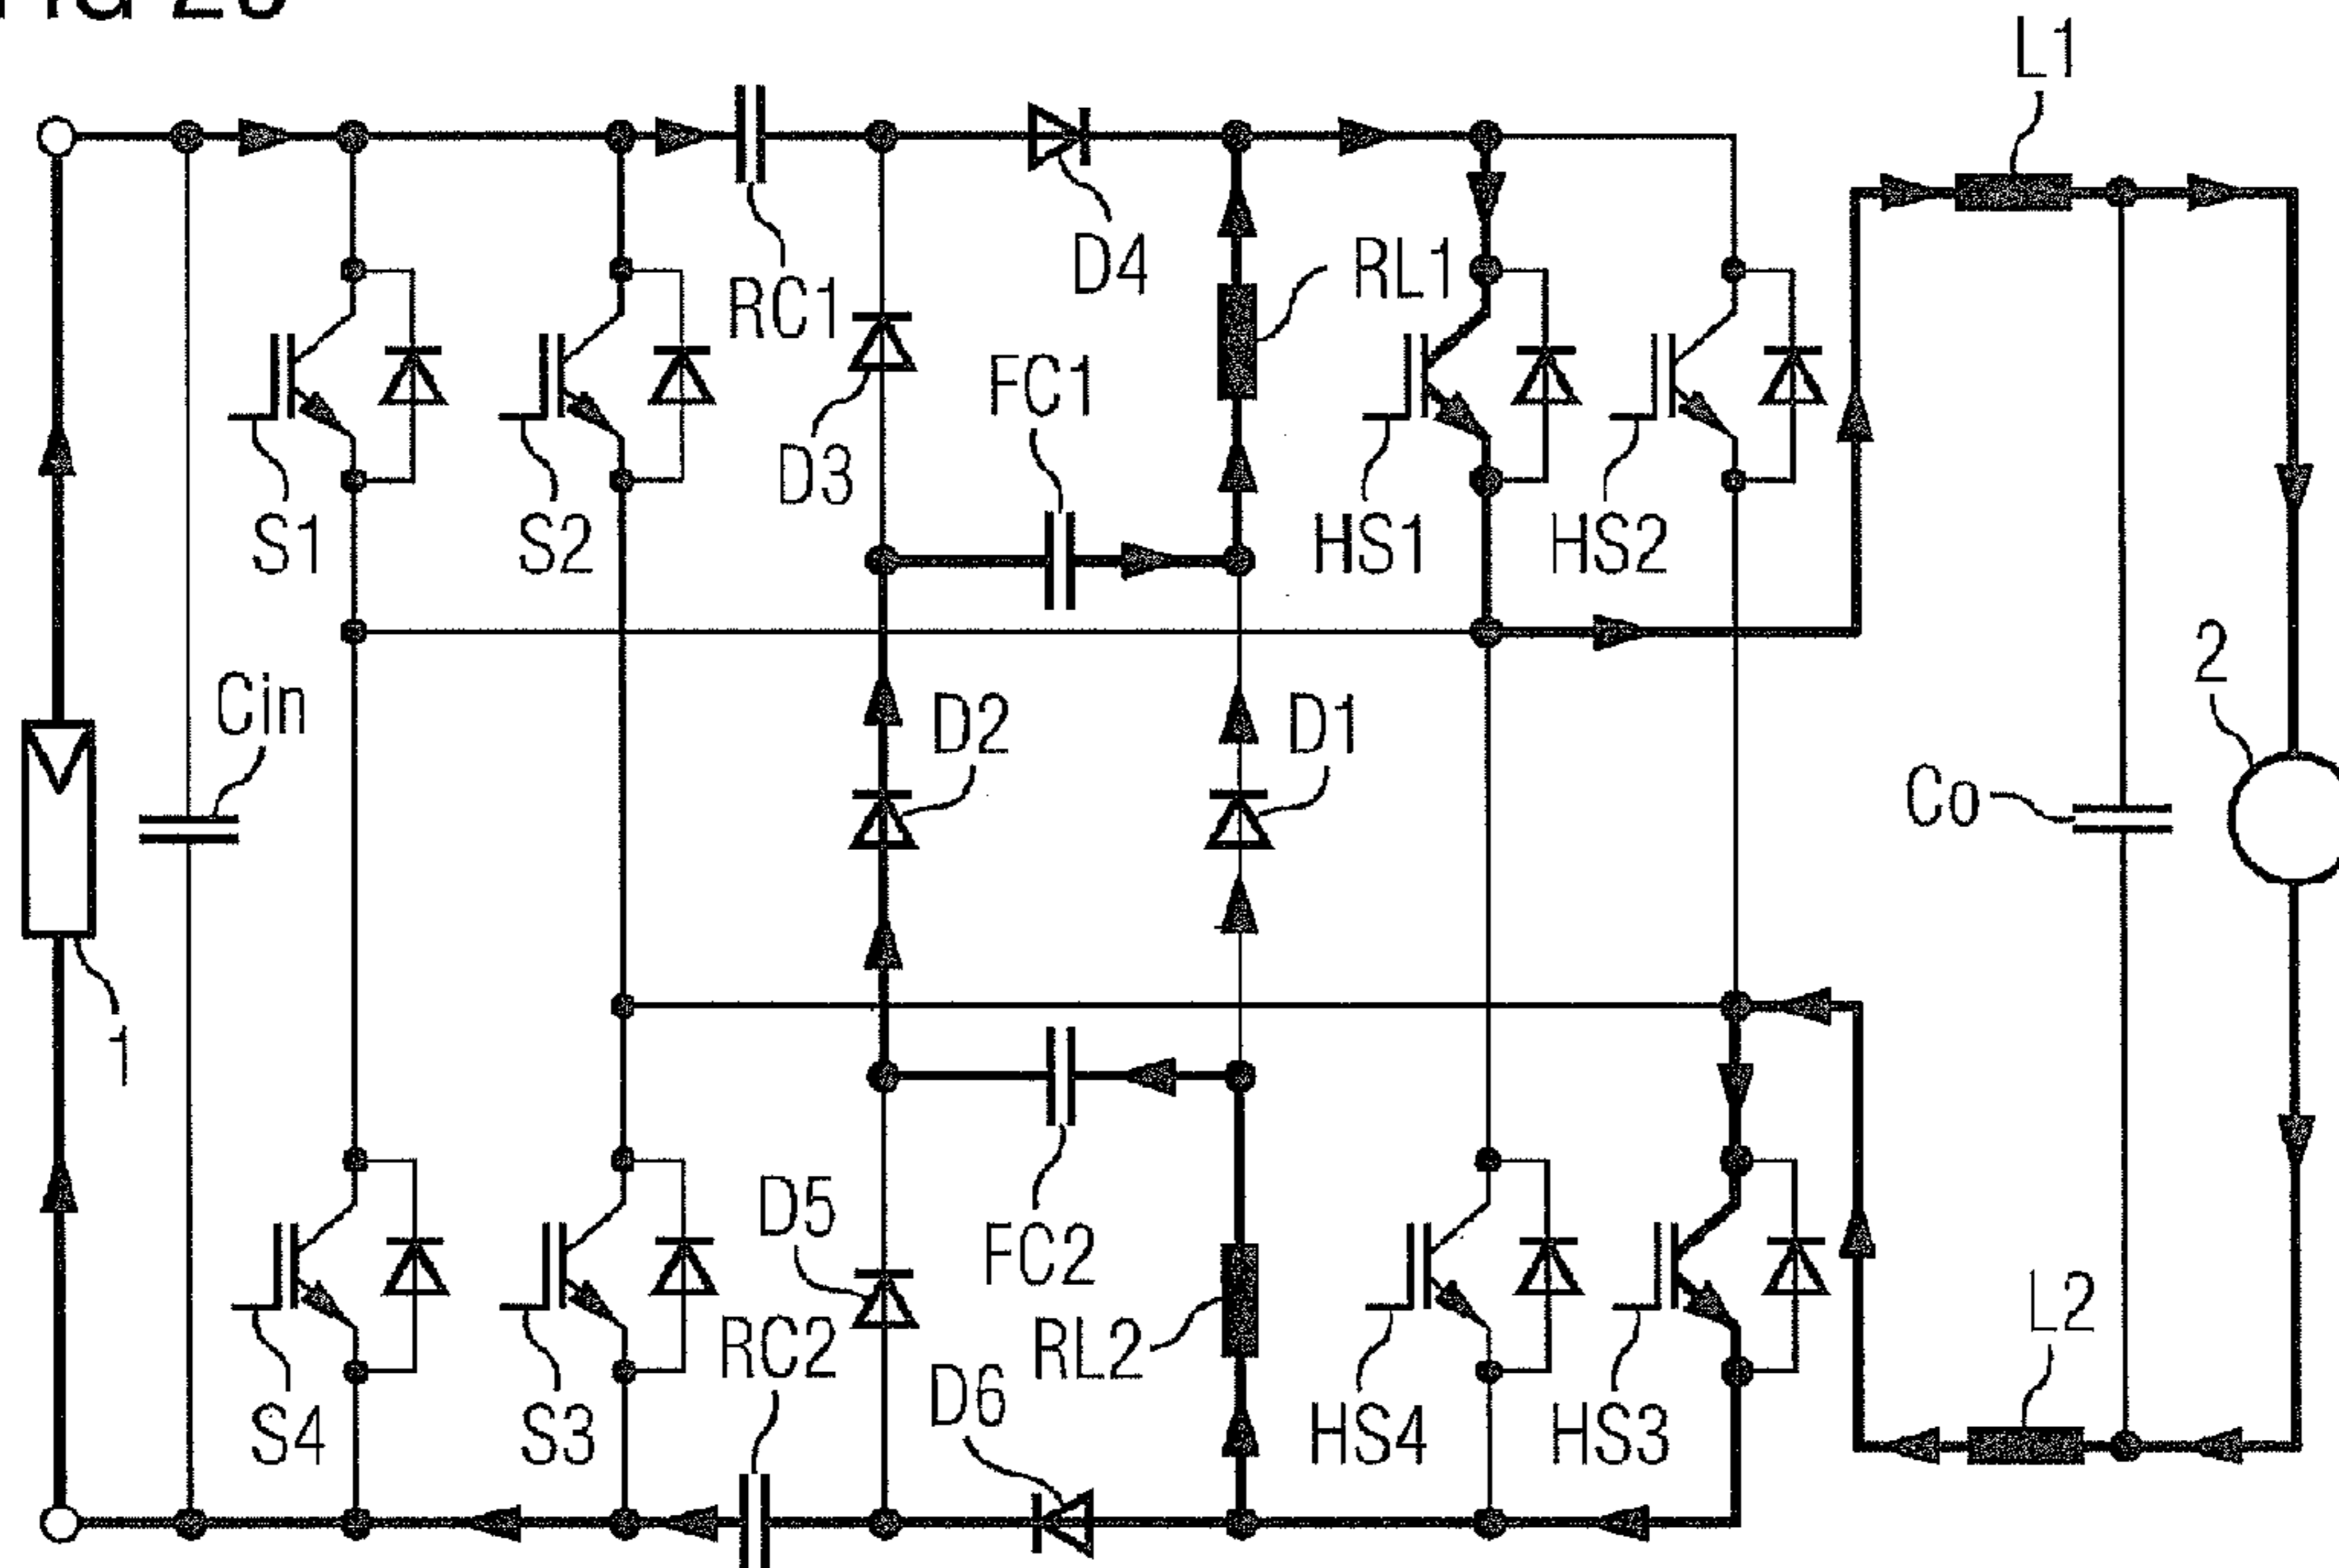 L1
RC1
D4
RL1
D3
FC1
S1
S2
HS1
HS2
Cin
D2
D1
2
Co
1
D5
FC2
RC2
RL2
L2
D6
S4
S3
HS4
HS3